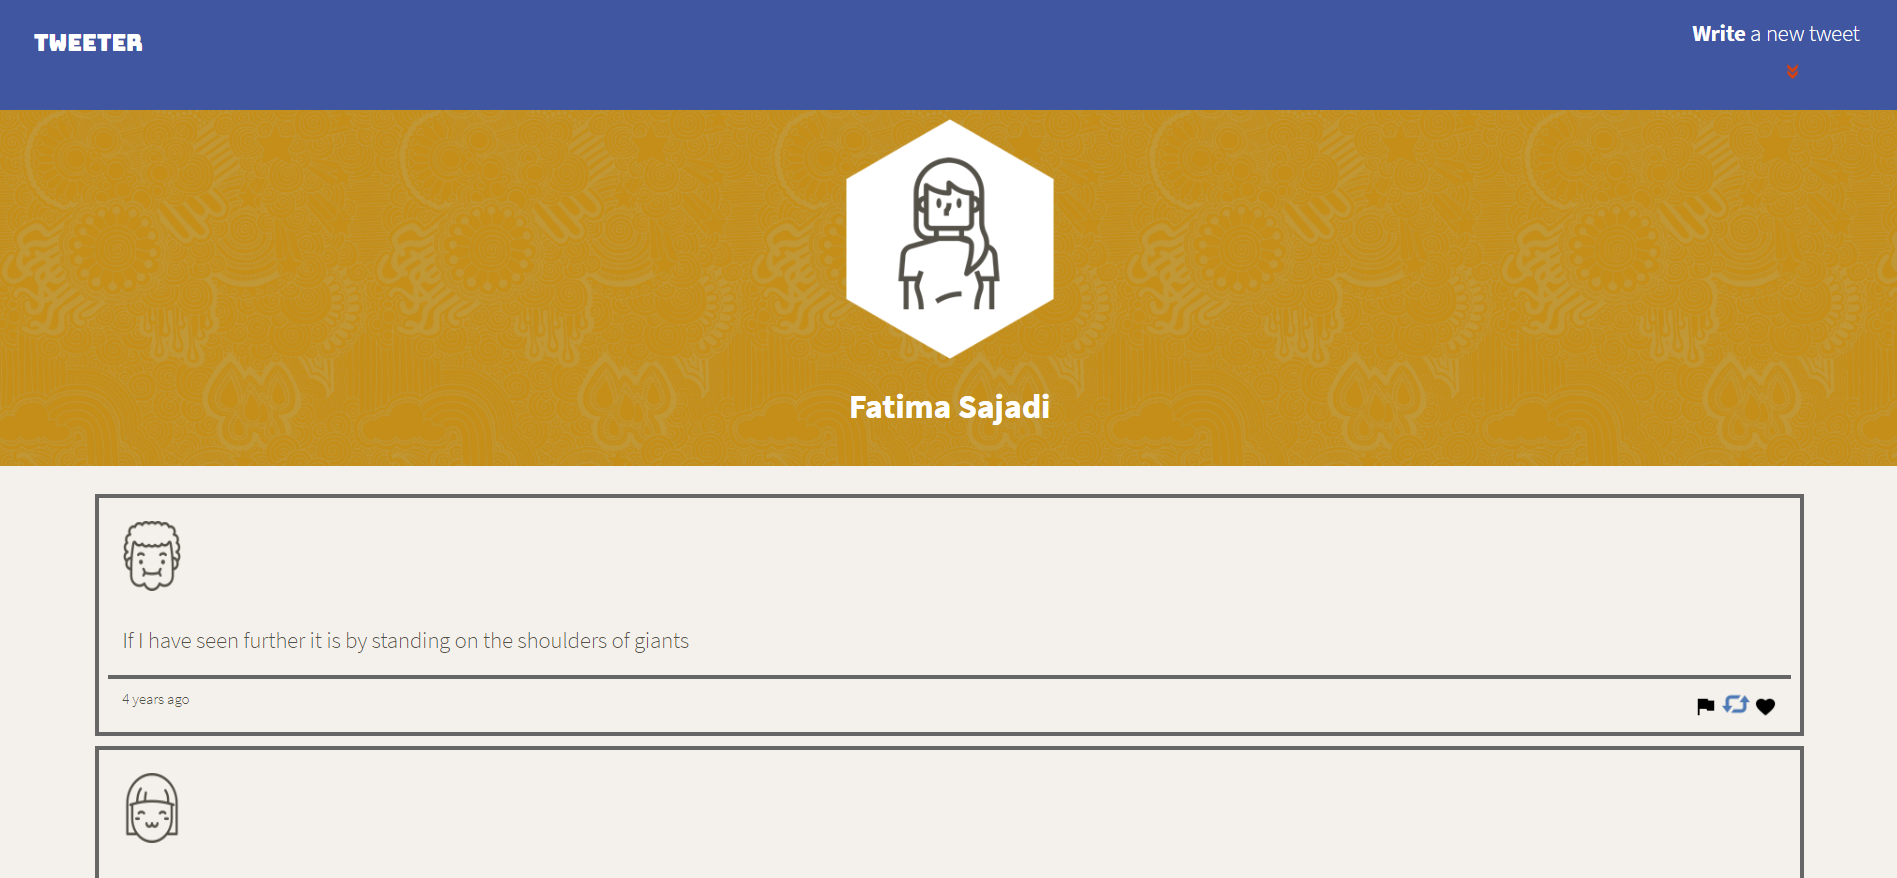 TWEETER
Write a new tweet
Fatima Sajadi
If I have seen further it is by standing on the shoulders of giants
4 years ago